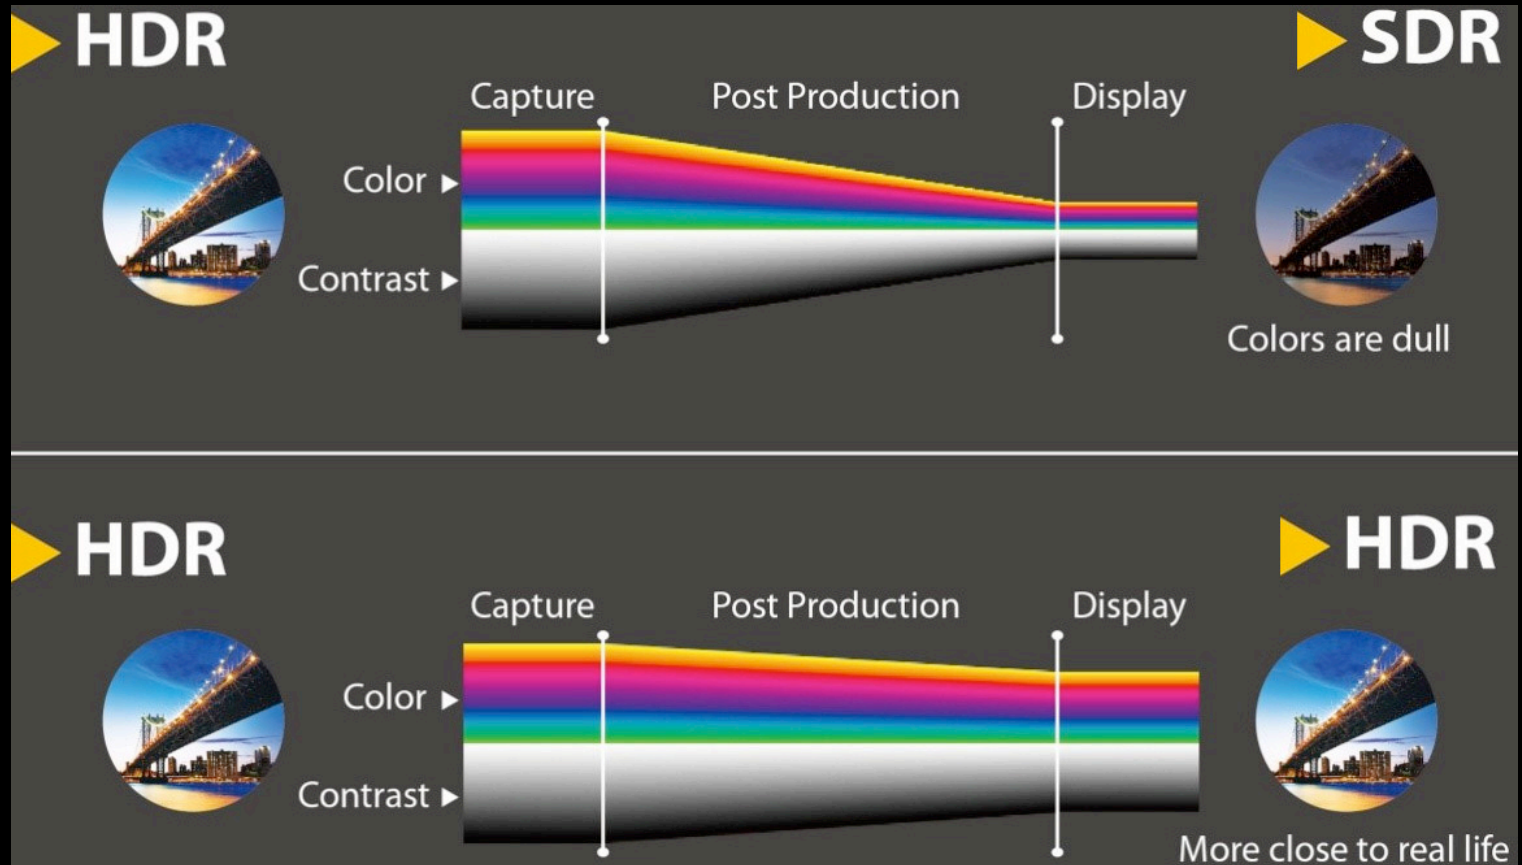 HDR
SDR
Capture
Post Production
Display
Color
Contrast
Colors are dull
HDR
HDR
Capture
Post Production
Display
Color
Contrast
More close to real life